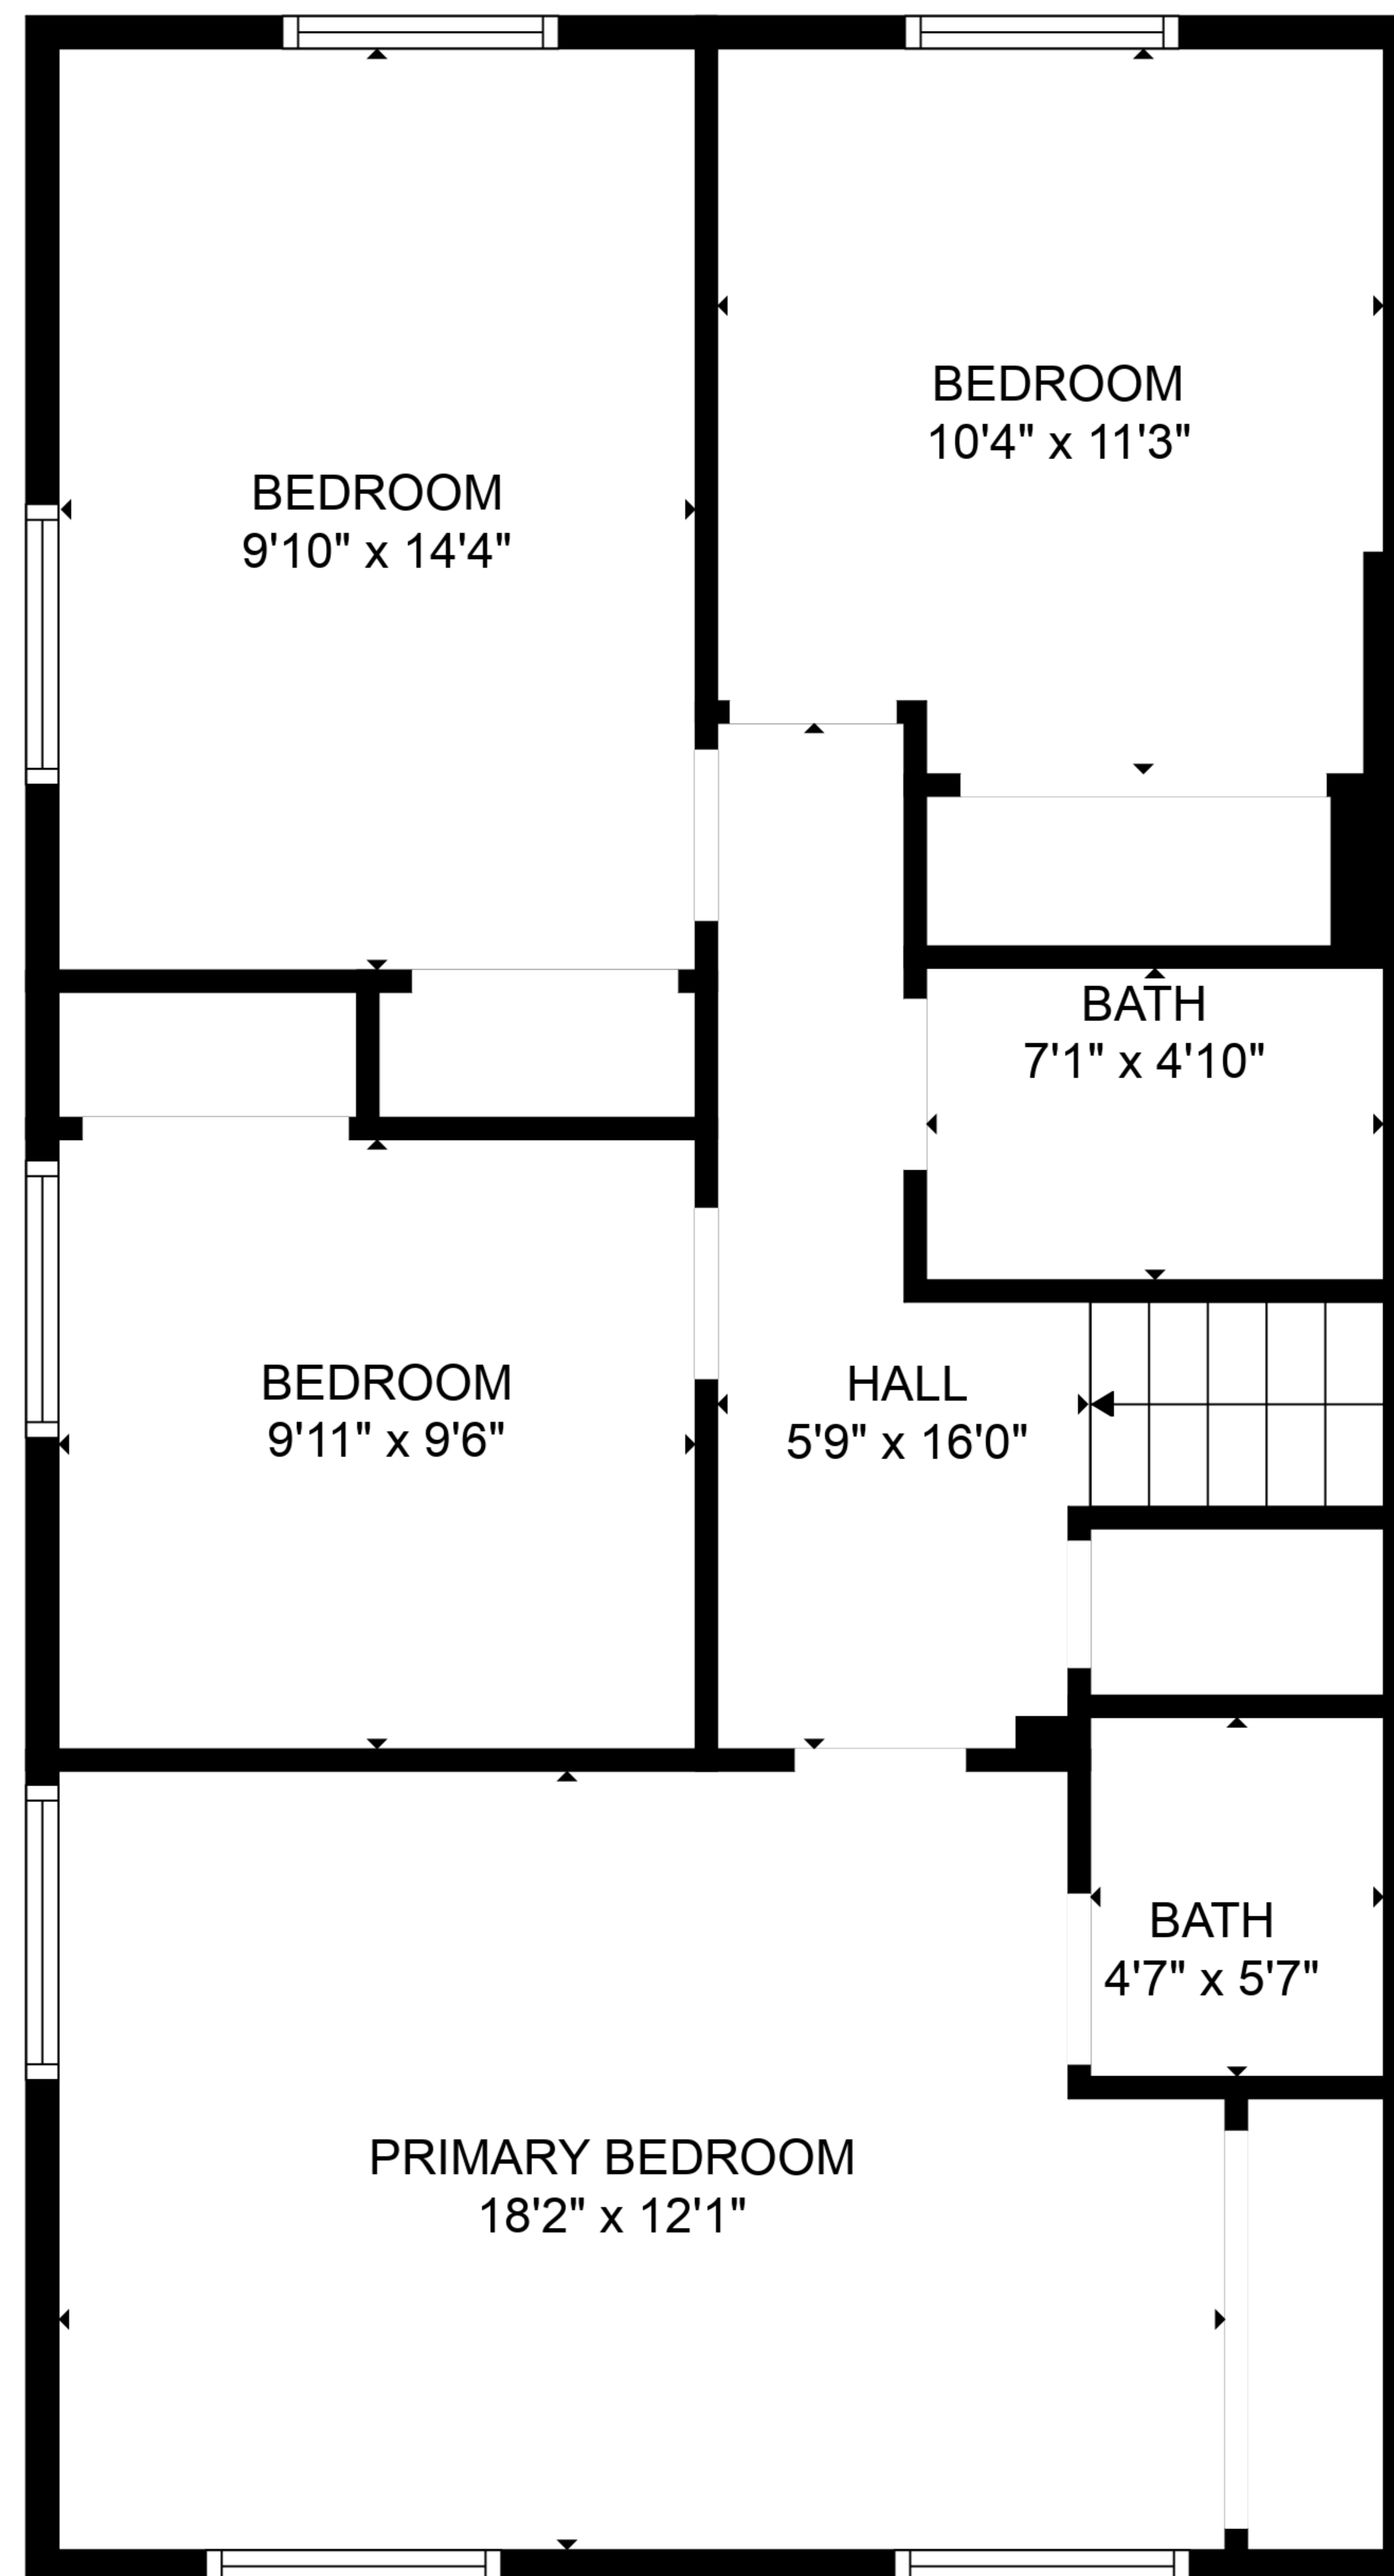 BEDROOM
10'4" x 11'3"
BEDROOM
9'10" x 14'4"
BATH
7'1" x 4'10"
BEDROOM
9'11" x 9'6"
HALL
5'9" x 16'0"
BATH
4'7" x 5'7"
PRIMARY BEDROOM
18'2" x 12'1"